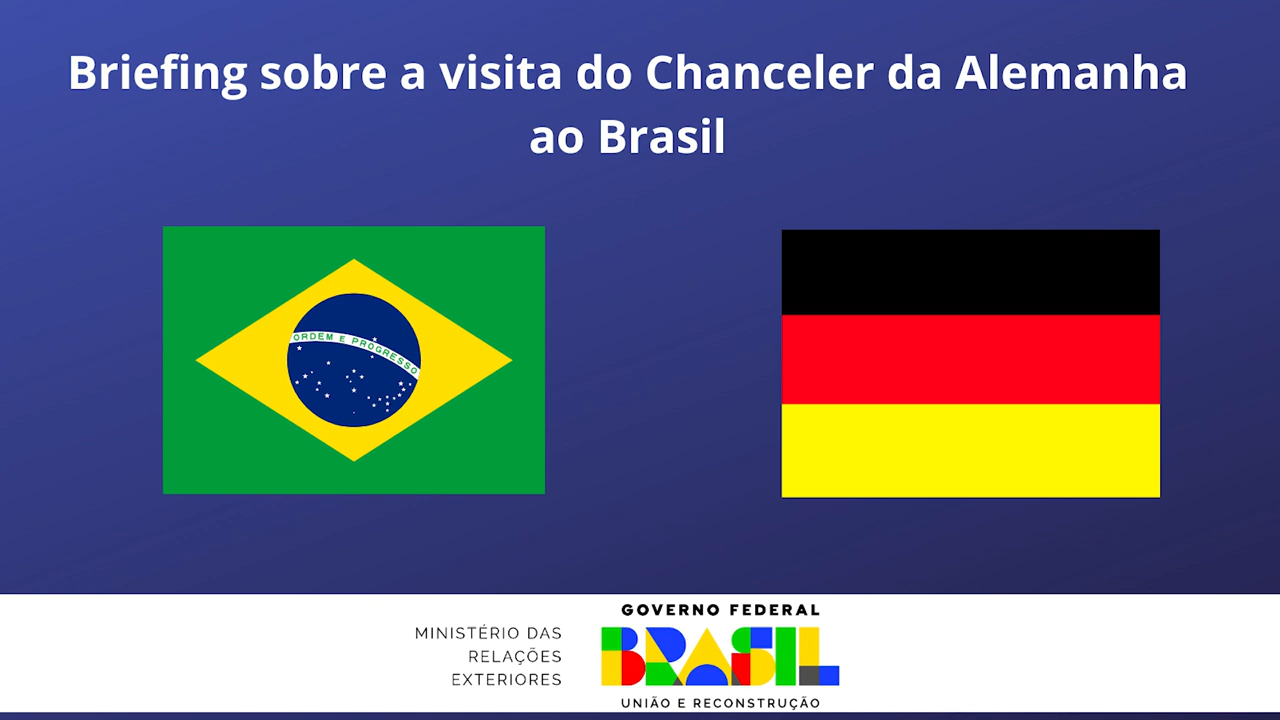 Briefing sobre a visita do Chanceler da Alemanha
ao Brasil
ORDEM E PROGRESSO
MINISTÉRIO DAS
RELAÇÕES
EXTERIORES
GOVERNO FEDERAL
BRASIL
UNIÃO E RECONSTRUÇÃO